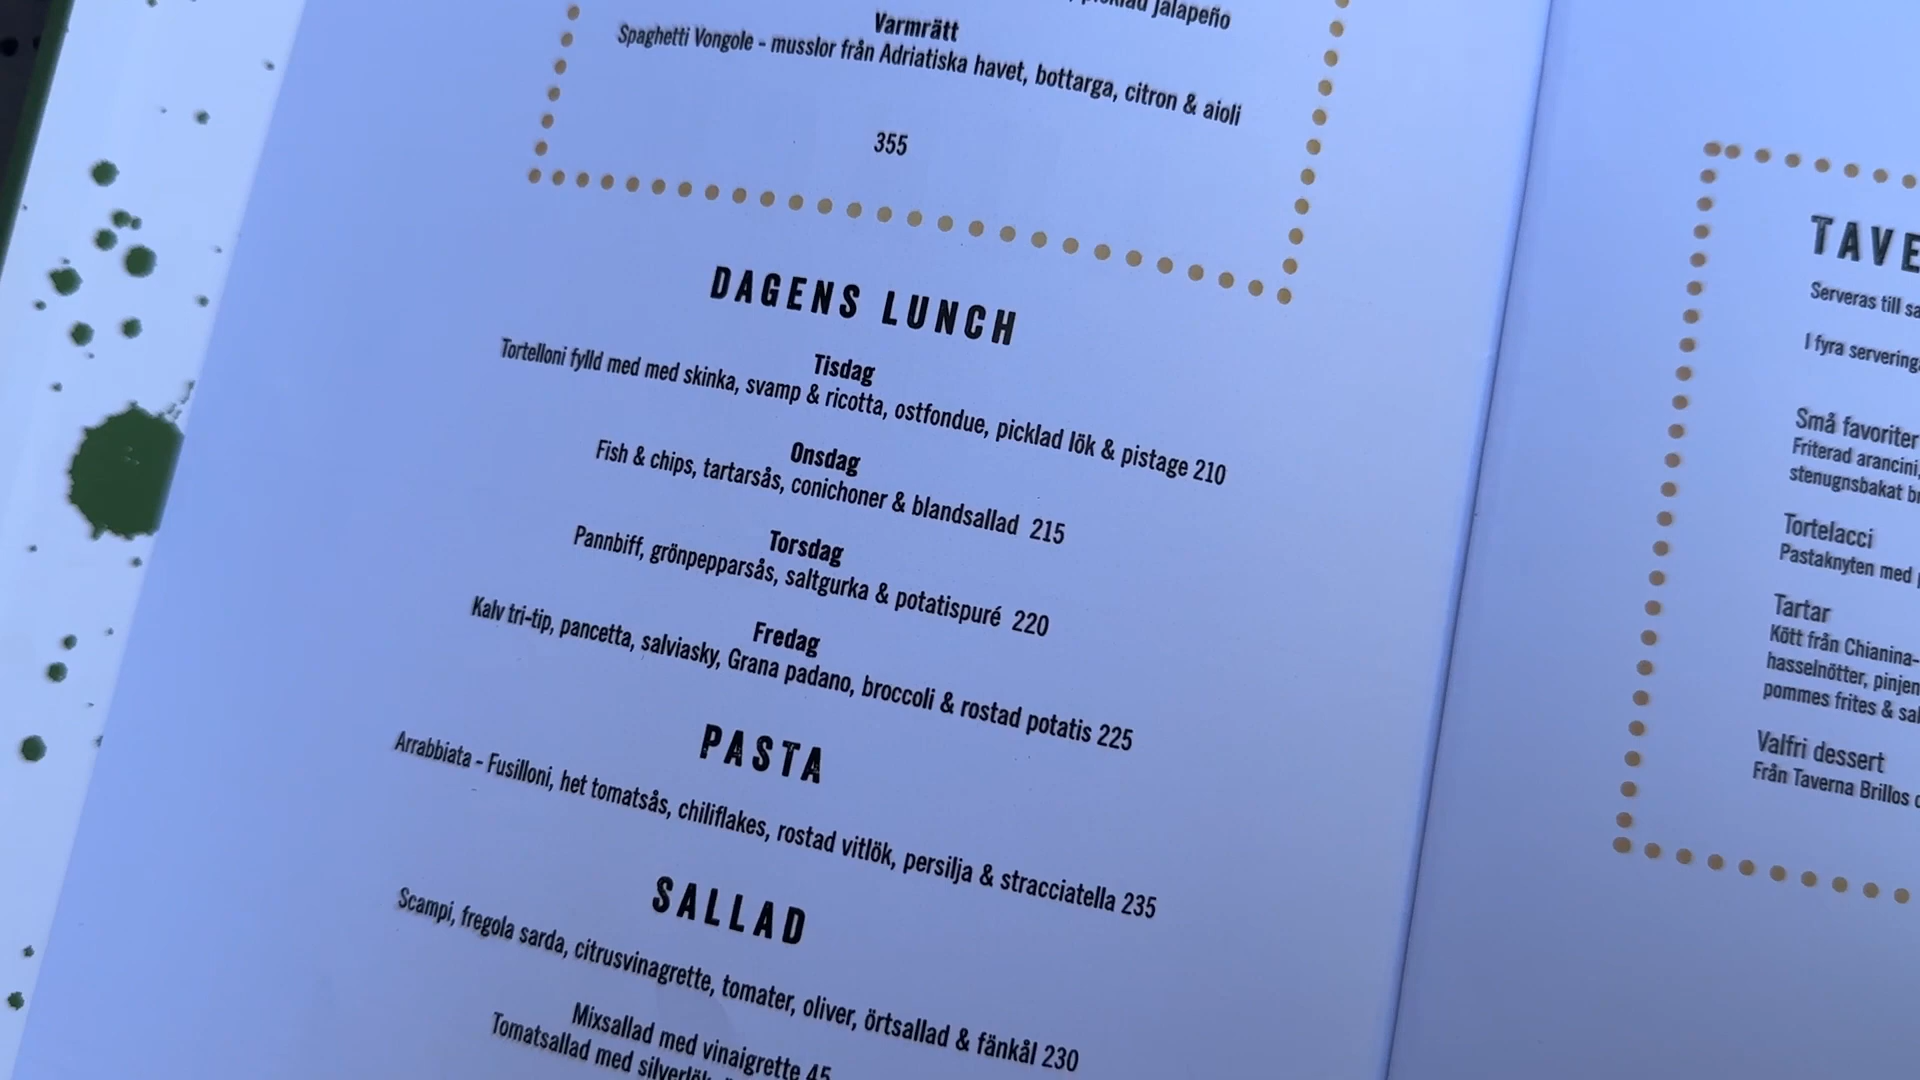 jalapeño
Varmrätt
Spaghetti Vongole - musslor från Adriatiska havet, bottarga, citron & aioli
355
DAGENS LUNCH
Tisdag
Tortelloni fylld med med skinka, svamp & ricotta, ostfondue, picklad lök & pistage 210
Onsdag
Fish & chips, tartarsås, conichoner & blandsallad 215
Torsdag
Pannbiff, grönpepparsås, saltgurka & potatispuré 220
Fredag
Kalv tri-tip, pancetta, salviasky, Grana padano, broccoli & rostad potatis 225
PASTA
Arrabbiata - Fusilloni, het tomatsås, chiliflakes, rostad vitlök, persilja & stracciatella 235
SALLAD
Scampi, fregola sarda, citrusvinagrette, tomater, oliver, örtsallad & fänkål 230
Mixsallad med vinaigrette 45
Tomatsallad med
TAVE
Serveras till
I fyra
Små favoriter
Friterad arancini,
stenugnsbakat
Tortelacci
Pastaknyten med
Tartar
Kött från Chianina-
hasselnötter,
pommes frites &
Valfri dessert
Från Taverna Brillos